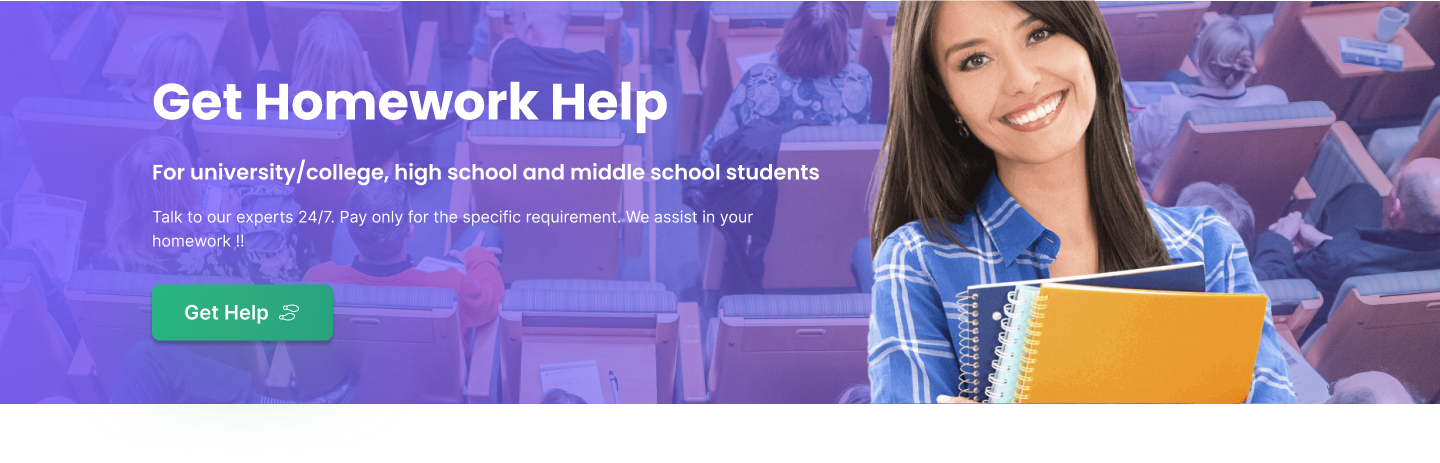 Get Homework Help
For university/college, high school and middle school students
Talk to our experts 24/7. Pay only for the specific requirement. We assist in your
homework !!
Get Help